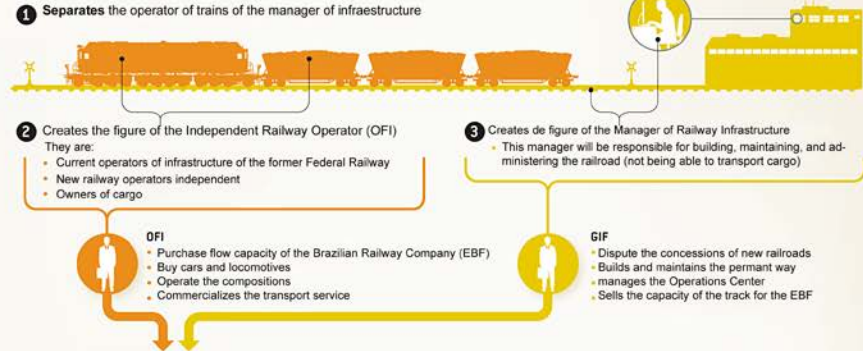 1 Separates the operator of trains of the manager of infraestructure
2 Creates the figure of the Independent Railway Operator (OFI)
They are:
• Current operators of infrastructure of the former Federal Railway
• New railway operators independent
• Owners of cargo
3 Creates de figure of the Manager of Railway Infrastructure
• This manager will be responsible for building, maintaining, and ad-
ministering the railroad (not being able to transport cargo)
OFI
• Purchase flow capacity of the Brazilian Railway Company (EBF)
• Buy cars and locomotives
• Operate the compositions
• Commercializes the transport service
GIF
• Dispute the concessions of new railroads
• Builds and maintains the permant way
• manages the Operations Center
• Sells the capacity of the track for the EBF